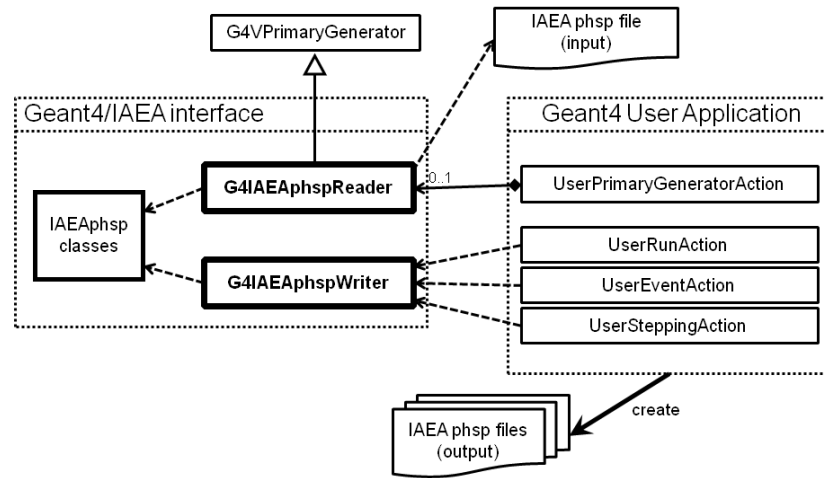 G4VPrimaryGenerator
IAEA phsp file
(input)
Geant4/IAEA interface
Geant4 User Application
G4IAEAphspReader
0..1
UserPrimaryGeneratorAction
IAEAphsp
classes
UserRunAction
G4IAEAphspWriter
UserEventAction
UserSteppingAction
create
IAEA phsp files
(output)